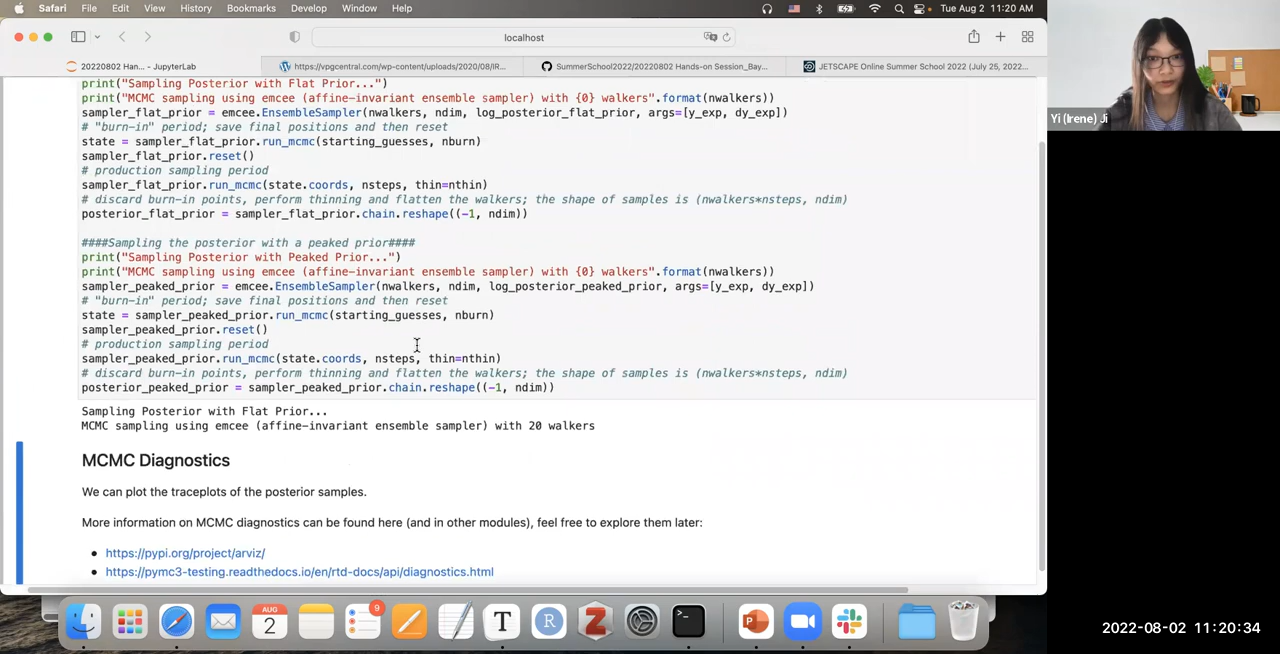 Safari File Edit View History Bookmarks Develop Window Help Tue Aug 2 11:20 AM
localhost
20220802 Han... - JupyterLab https://vpgcentral.com/wp-content/uploads/2020/08/IR... SummerSchool2022/20220802 Hands-on Session_Bay... JETSCAPE Online Summer School 2022 (July 25, 2022...
print("Sampling Posterior with Flat Prior...")
print("MCMC sampling using emcee (affine-invariant ensemble sampler) with {0} walkers".format(nwalkers))
sampler_flat_prior = emcee.EnsembleSampler(nwalkers, ndim, log_posterior_flat_prior, args=[y_exp, dy_exp])
# "burn-in" period; save final positions and then reset
state = sampler_flat_prior.run_mcmc(starting_guesses, nburn)
sampler_flat_prior.reset()
# production sampling period
sampler_flat_prior.run_mcmc(state.coords, nsteps, thin=nthin)
# discard burn-in points, perform thinning and flatten the walkers; the shape of samples is (nwalkers*nsteps, ndim)
posterior_flat_prior = sampler_flat_prior.chain.reshape((-1, ndim))
####Sampling the posterior with a peaked prior####
print("Sampling Posterior with Peaked Prior...")
print("MCMC sampling using emcee (affine-invariant ensemble sampler) with {0} walkers".format(nwalkers))
sampler_peaked_prior = emcee.EnsembleSampler(nwalkers, ndim, log_posterior_peaked_prior, args=[y_exp, dy_exp])
# "burn-in" period; save final positions and then reset
state = sampler_peaked_prior.run_mcmc(starting_guesses, nburn)
sampler_peaked_prior.reset()
# production sampling period
sampler_peaked_prior.run_mcmc(state.coords, nsteps, thin=nthin)
# discard burn-in points, perform thinning and flatten the walkers; the shape of samples is (nwalkers*nsteps, ndim)
posterior_peaked_prior = sampler_peaked_prior.chain.reshape((-1, ndim))
Sampling Posterior with Flat Prior...
MCMC sampling using emcee (affine-invariant ensemble sampler) with 20 walkers
MCMC Diagnostics
We can plot the traceplots of the posterior samples.
More information on MCMC diagnostics can be found here (and in other modules), feel free to explore them later:
https://pypi.org/project/arviz/
https://pymc3-testing.readthedocs.io/en/rtd-docs/api/diagnostics.html
Yi (Irene) Ji
AUG
2
9
T
R
Z
P
2022-08-02 11:20:34